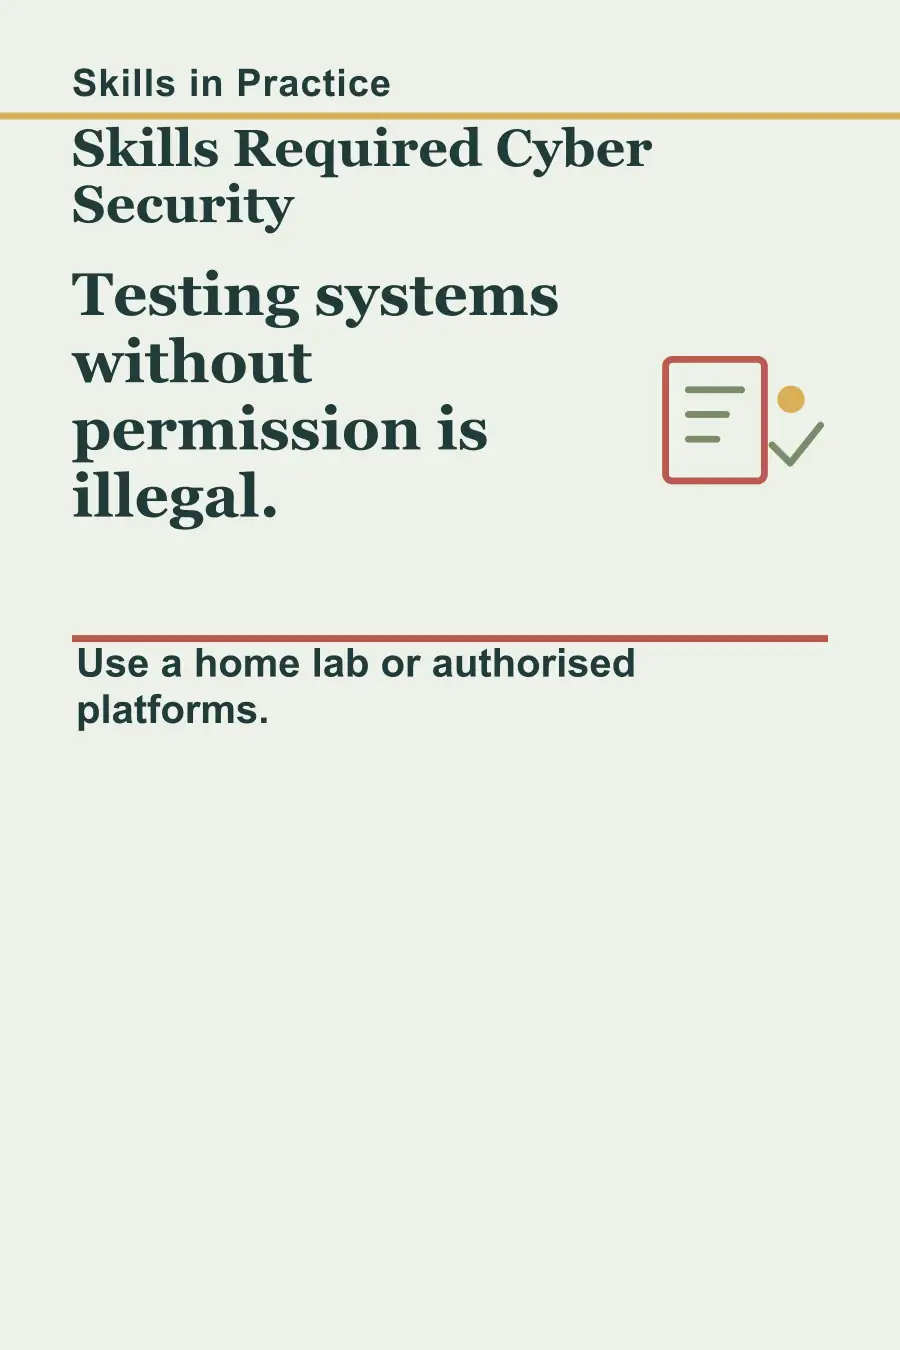 Skills in Practice
Skills Required Cyber
Security
Testing systems
without
permission is
illegal.
Use a home lab or authorised
platforms.